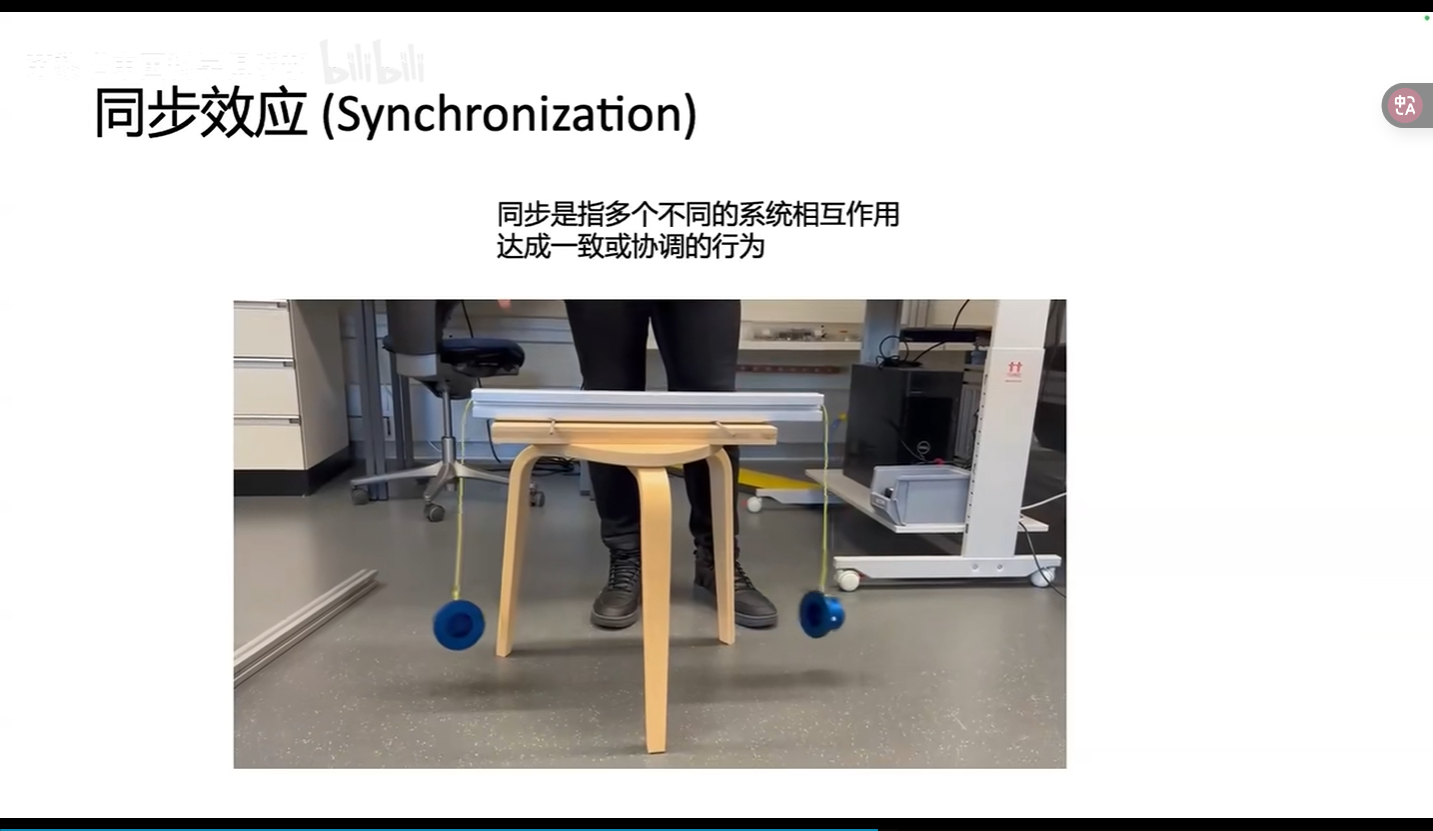 bilibili
同步效应 (Synchronization)
同步是指多个不同的系统相互作用
达成一致或协调的行为